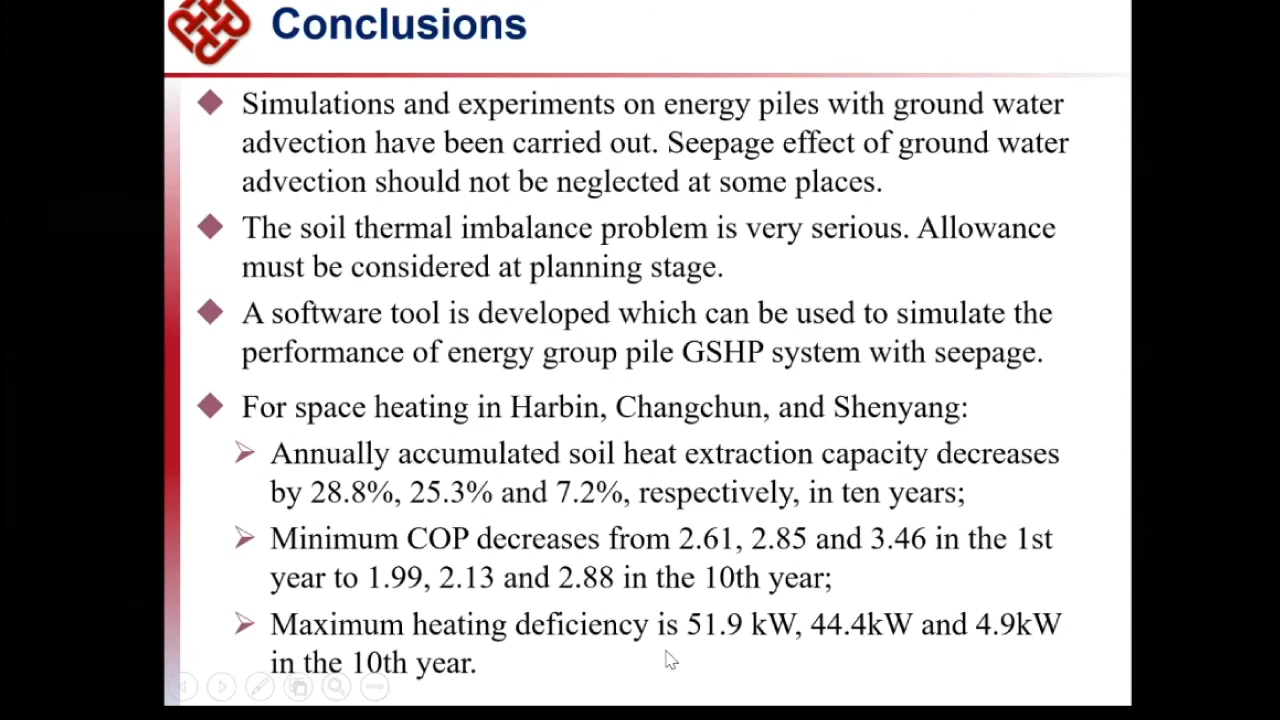 Conclusions
Simulations and experiments on energy piles with ground water
advection have been carried out. Seepage effect of ground water
advection should not be neglected at some places.
The soil thermal imbalance problem is very serious. Allowance
must be considered at planning stage.
A software tool is developed which can be used to simulate the
performance of energy group pile GSHP system with seepage.
For space heating in Harbin, Changchun, and Shenyang:
Annually accumulated soil heat extraction capacity decreases
by 28.8%, 25.3% and 7.2%, respectively, in ten years;
Minimum COP decreases from 2.61, 2.85 and 3.46 in the 1st
year to 1.99, 2.13 and 2.88 in the 10th year;
Maximum heating deficiency is 51.9 kW, 44.4kW and 4.9kW
in the 10th year.